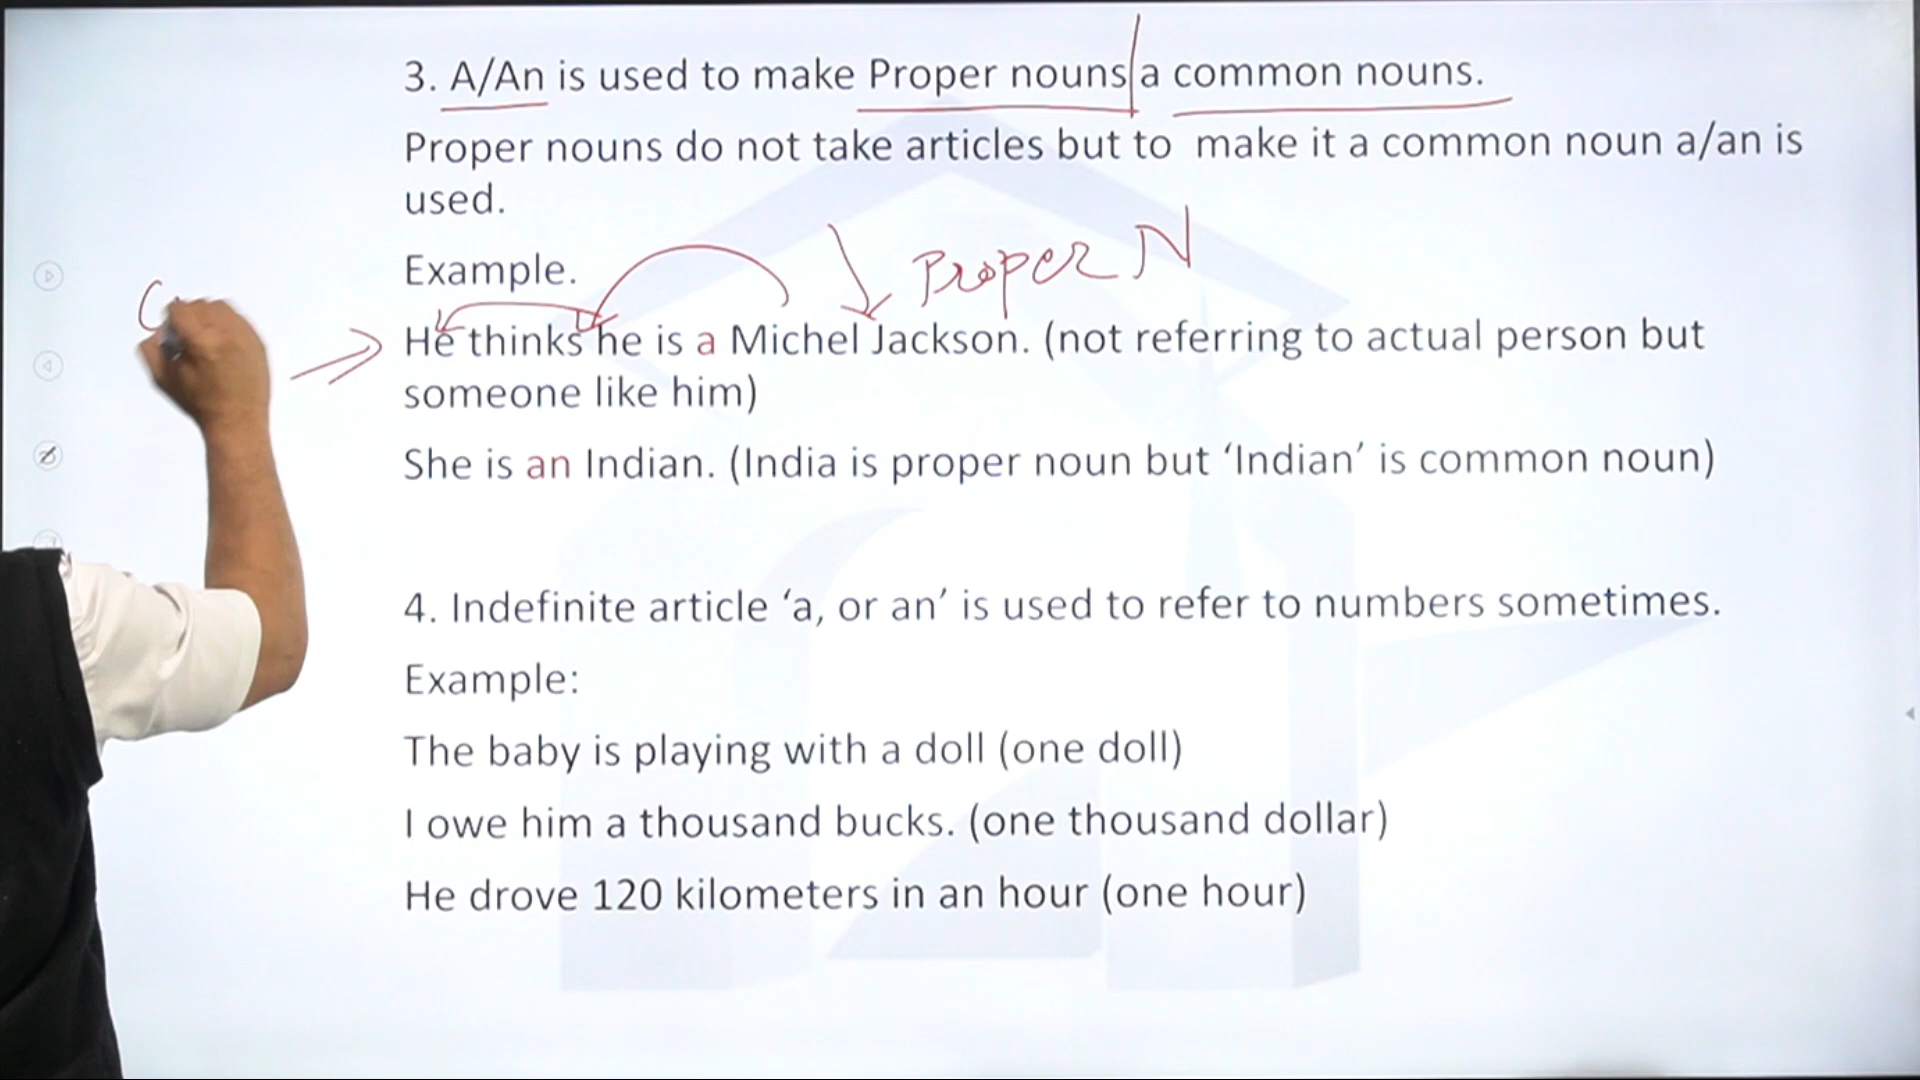 3. A/An is used to make Proper nouns a common nouns.
Proper nouns do not take articles but to make it a common noun a/an is
used.
Proper N
Example.
He thinks he is a Michel Jackson. (not referring to actual person but
someone like him)
She is an Indian. (India is proper noun but ‘Indian’ is common noun)
4. Indefinite article ‘a, or an’ is used to refer to numbers sometimes.
Example:
The baby is playing with a doll (one doll)
I owe him a thousand bucks. (one thousand dollar)
He drove 120 kilometers in an hour (one hour)